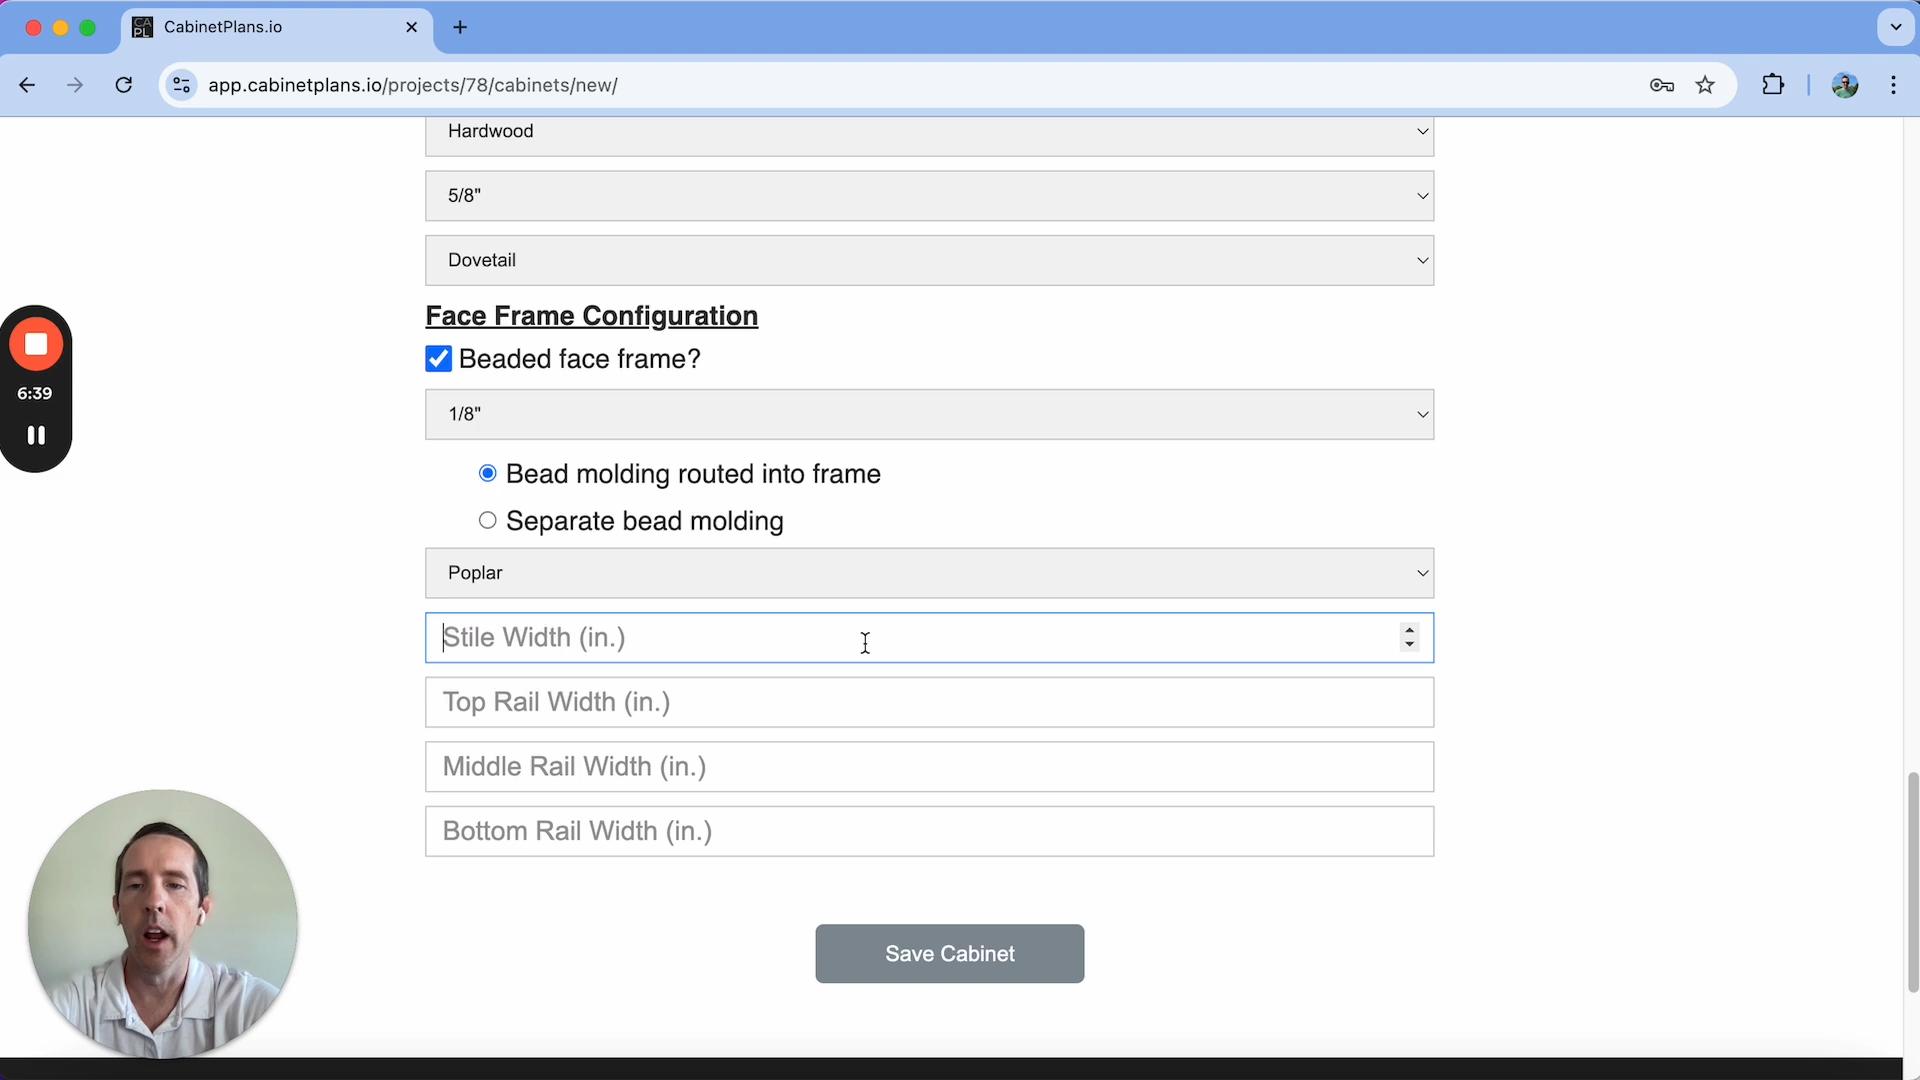 CA
PL
CabinetPlans.io
app.cabinetplans.io/projects/78/cabinets/new/
Hardwood
5/8"
Dovetail
Face Frame Configuration
Beaded face frame?
6:39
1/8"
Bead molding routed into frame
Separate bead molding
Poplar
Stile Width (in.)
Top Rail Width (in.)
Middle Rail Width (in.)
Bottom Rail Width (in.)
Save Cabinet